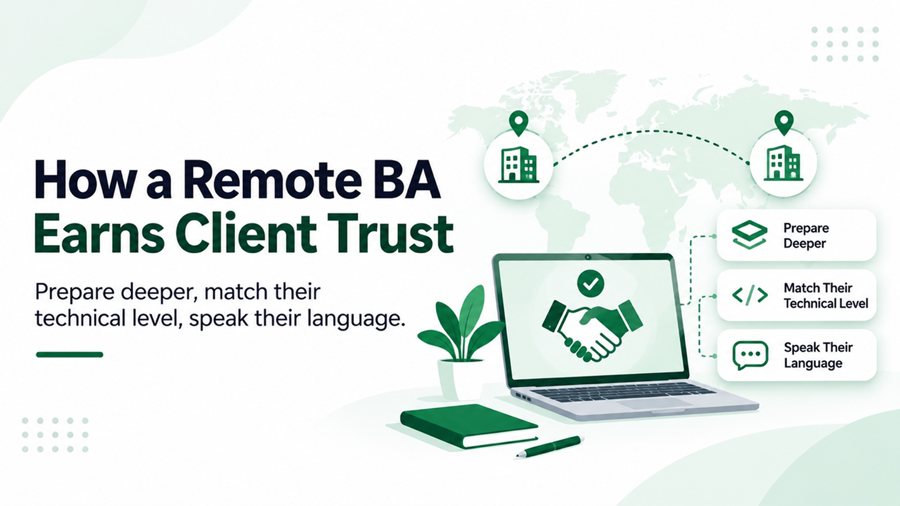 How a Remote BA
Earns Client Trust
Prepare deeper, match their
technical level, speak their language.
Prepare
Deeper
Match Their
Technical Level
Speak Their
Language